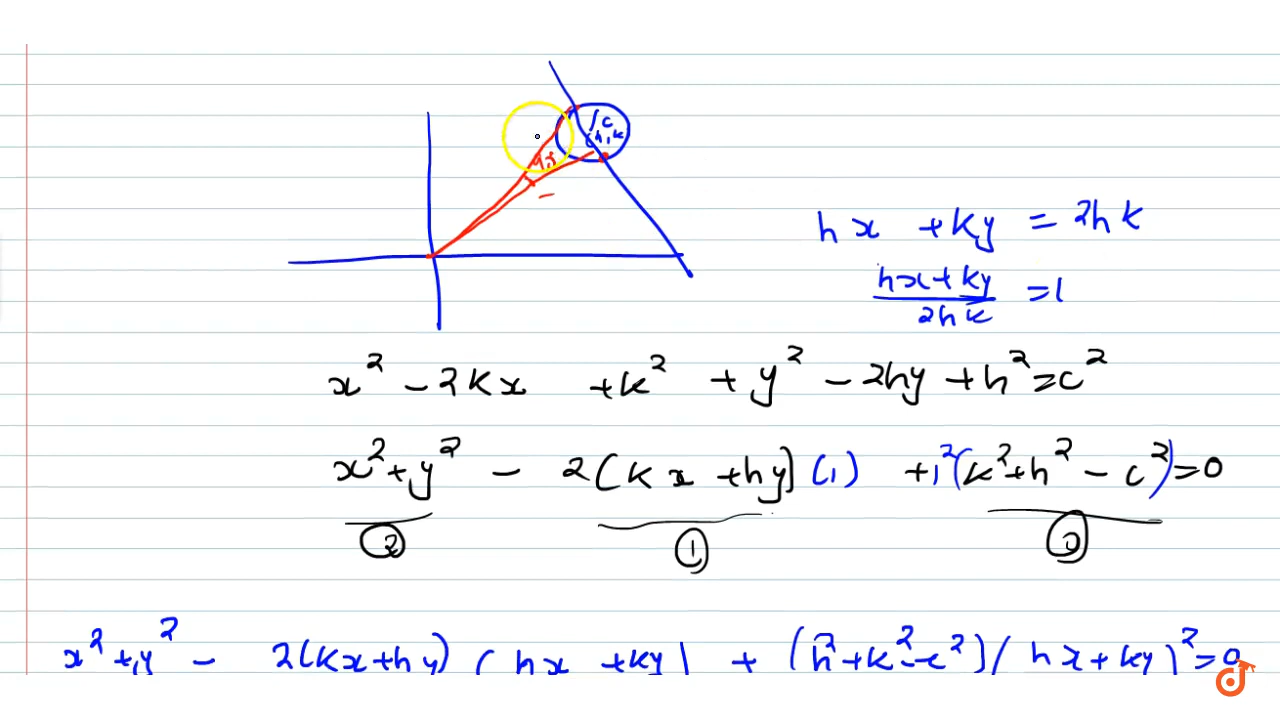 c
(h, k
hx + ky = 2hk
hx + ky / 2hk = 1
x² - 2kx + k² + y² - 2hy + h² = c²
x² + y² - 2(kx + hy) (1) + 1²(k² + h² - c²) = 0
2 1 0
x² + y² - 2(kx + hy) (hx + ky) + (h² + k² - c²) (hx + ky)² = 0